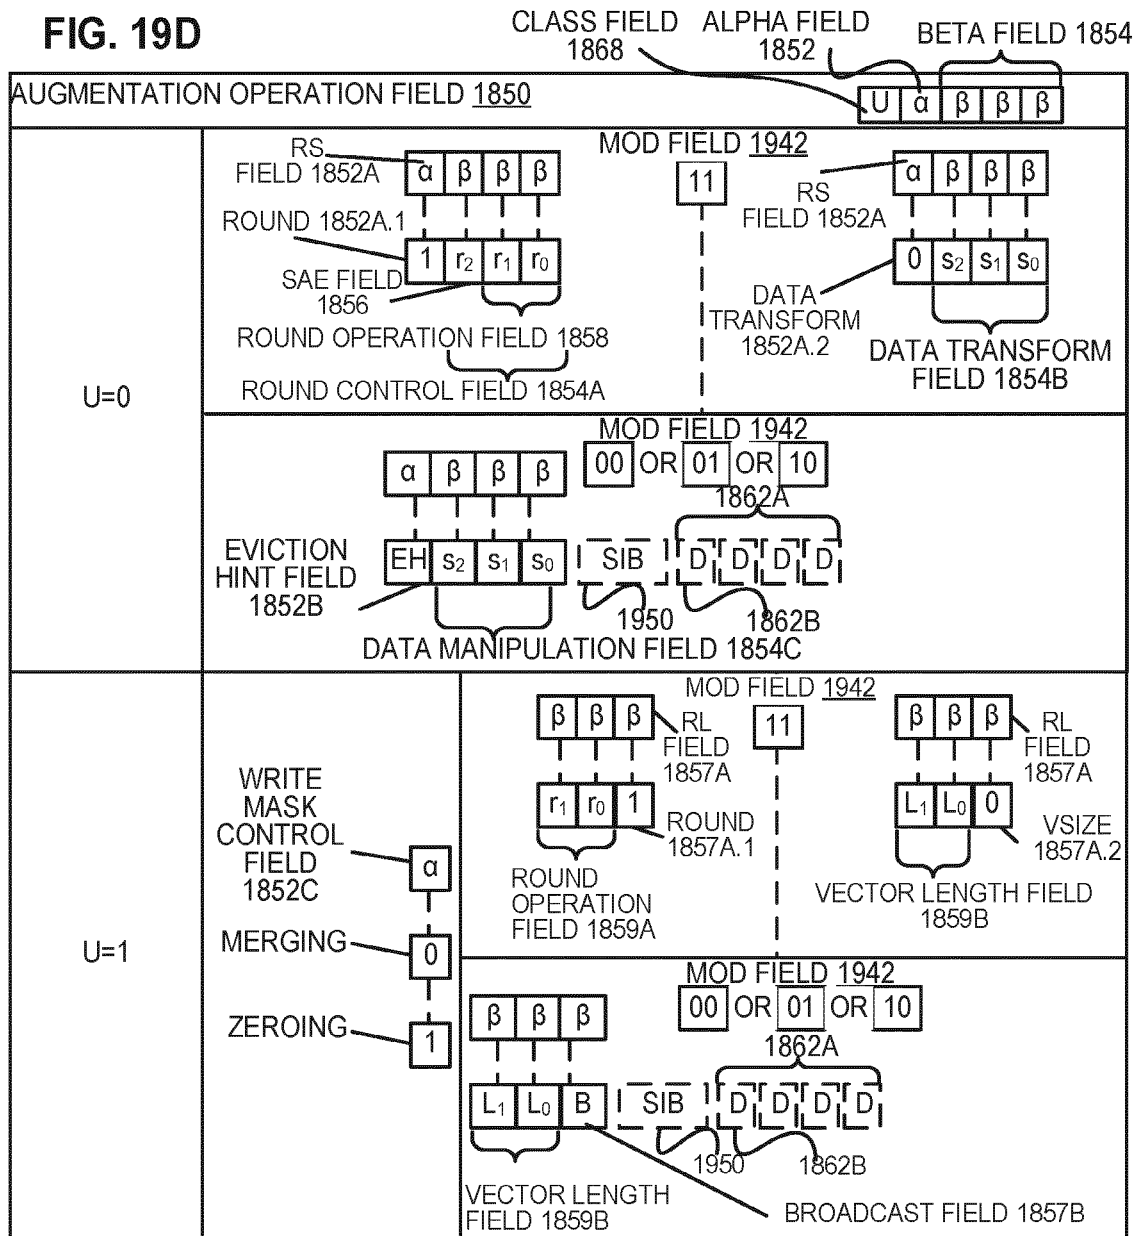 FIG. 19D
CLASS FIELD 1868
ALPHA FIELD 1852
BETA FIELD 1854
AUGMENTATION OPERATION FIELD 1850
U α β β β
U=0
MOD FIELD 1942
11
RS FIELD 1852A
α β β β
ROUND 1852A.1
1 r2 r1 r0
SAE FIELD 1856
ROUND OPERATION FIELD 1858
ROUND CONTROL FIELD 1854A
RS FIELD 1852A
α β β β
0 s2 s1 s0
DATA TRANSFORM 1852A.2
DATA TRANSFORM FIELD 1854B
MOD FIELD 1942
00 OR 01 OR 10
α β β β
1862A
EVICTION HINT FIELD 1852B
EH s2 s1 s0
SIB
D D D D
1950
1862B
DATA MANIPULATION FIELD 1854C
U=1
WRITE MASK CONTROL FIELD 1852C
α
MERGING
0
ZEROING
1
MOD FIELD 1942
11
β β β
RL FIELD 1857A
r1 r0 1
ROUND 1857A.1
ROUND OPERATION FIELD 1859A
β β β
RL FIELD 1857A
L1 L0 0
VSIZE 1857A.2
VECTOR LENGTH FIELD 1859B
MOD FIELD 1942
00 OR 01 OR 10
β β β
1862A
L1 L0 B
SIB
D D D D
1950
1862B
VECTOR LENGTH FIELD 1859B
BROADCAST FIELD 1857B